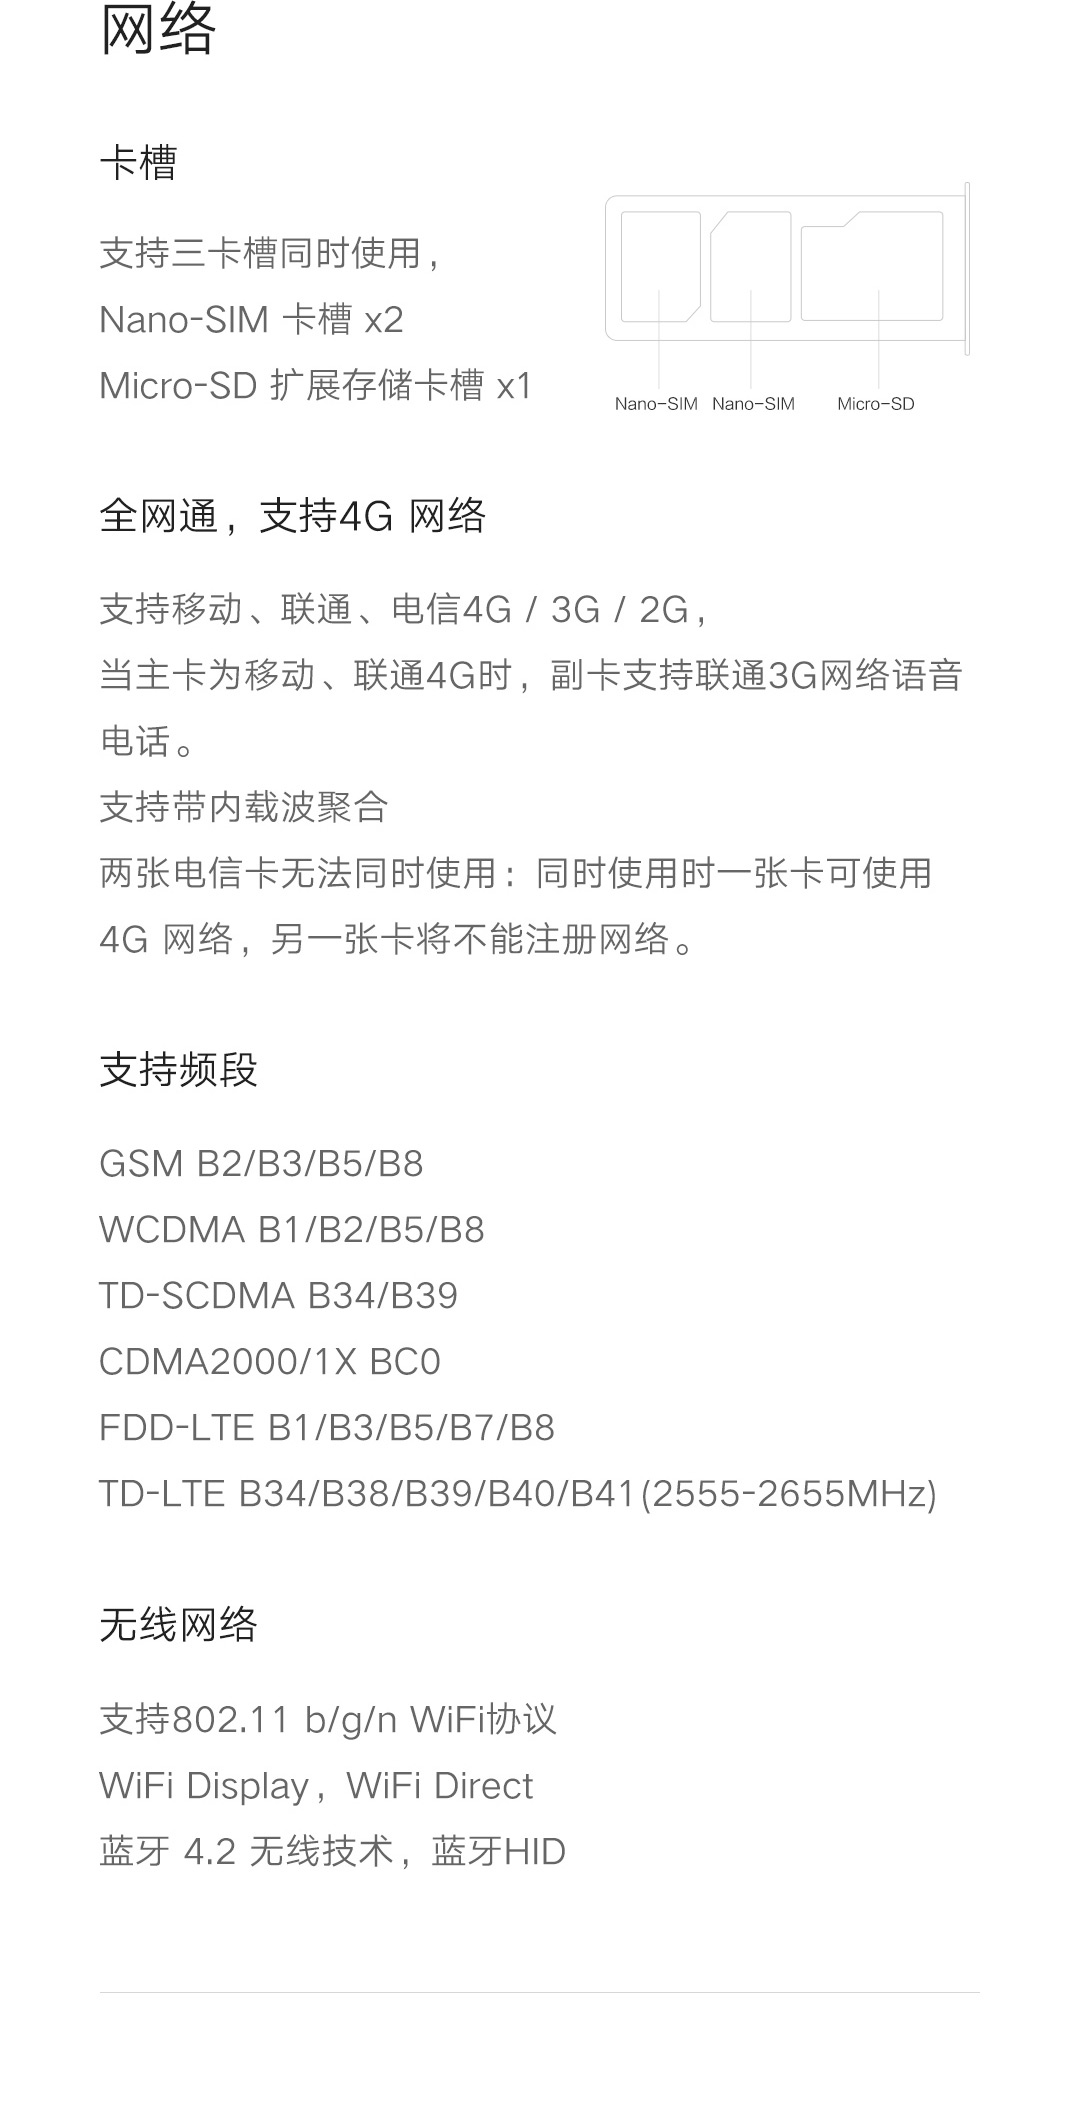 网络
卡槽
支持三卡槽同时使用，
Nano-SIM 卡槽 x2
Micro-SD 扩展存储卡槽 x1
Nano-SIM Nano-SIM Micro-SD
全网通，支持4G 网络
支持移动、联通、电信4G / 3G / 2G，
当主卡为移动、联通4G时，副卡支持联通3G网络语音
电话。
支持带内载波聚合
两张电信卡无法同时使用：同时使用时一张卡可使用
4G 网络，另一张卡将不能注册网络。
支持频段
GSM B2/B3/B5/B8
WCDMA B1/B2/B5/B8
TD-SCDMA B34/B39
CDMA2000/1X BC0
FDD-LTE B1/B3/B5/B7/B8
TD-LTE B34/B38/B39/B40/B41(2555-2655MHz)
无线网络
支持802.11 b/g/n WiFi协议
WiFi Display，WiFi Direct
蓝牙 4.2 无线技术，蓝牙HID